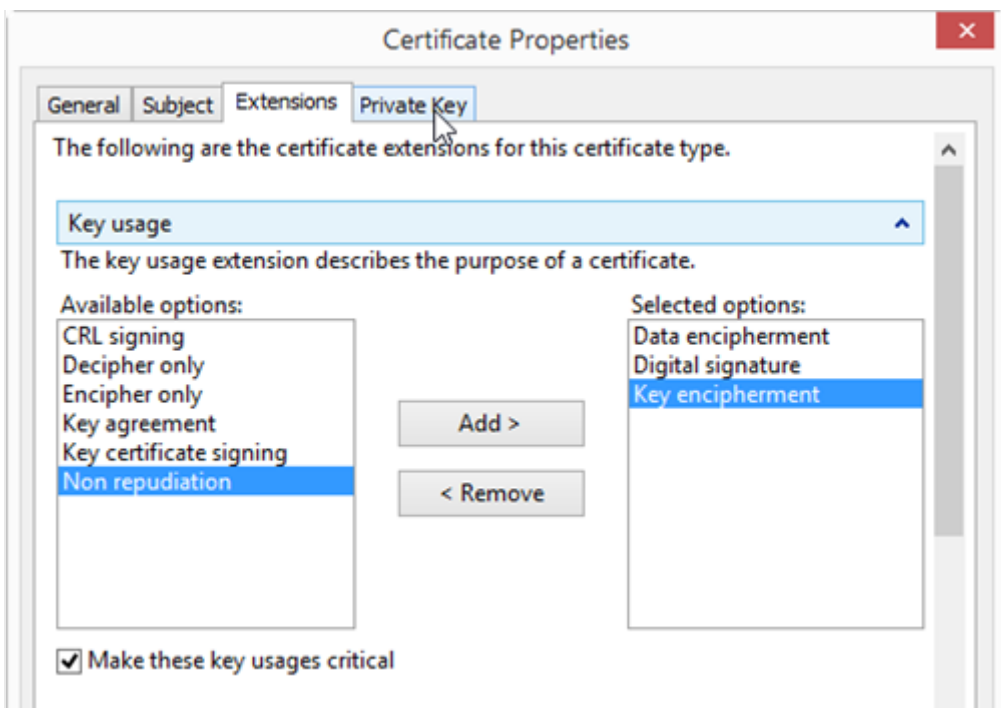 Certificate Properties
General Subject Extensions Private Key
The following are the certificate extensions for this certificate type.
Key usage
The key usage extension describes the purpose of a certificate.
Available options:
CRL signing
Decipher only
Encipher only
Key agreement
Key certificate signing
Non repudiation
Add >
< Remove
Selected options:
Data encipherment
Digital signature
Key encipherment
Make these key usages critical